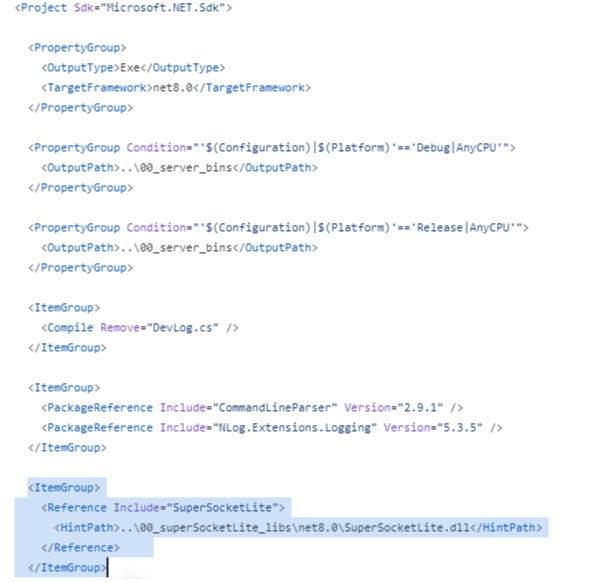 <Project Sdk="Microsoft.NET.Sdk">
<PropertyGroup>
<OutputType>Exe</OutputType>
<TargetFramework>net8.0</TargetFramework>
</PropertyGroup>
<PropertyGroup Condition="'$(Configuration)|$(Platform)'=='Debug|AnyCPU'">
<OutputPath>..\00_server_bins</OutputPath>
</PropertyGroup>
<PropertyGroup Condition="'$(Configuration)|$(Platform)'=='Release|AnyCPU'">
<OutputPath>..\00_server_bins</OutputPath>
</PropertyGroup>
<ItemGroup>
<Compile Remove="DevLog.cs" />
</ItemGroup>
<ItemGroup>
<PackageReference Include="CommandLineParser" Version="2.9.1" />
<PackageReference Include="NLog.Extensions.Logging" Version="5.3.5" />
</ItemGroup>
<ItemGroup>
<Reference Include="SuperSocketLite">
<HintPath>..\00_superSocketLite_libs\net8.0\SuperSocketLite.dll</HintPath>
</Reference>
</ItemGroup>